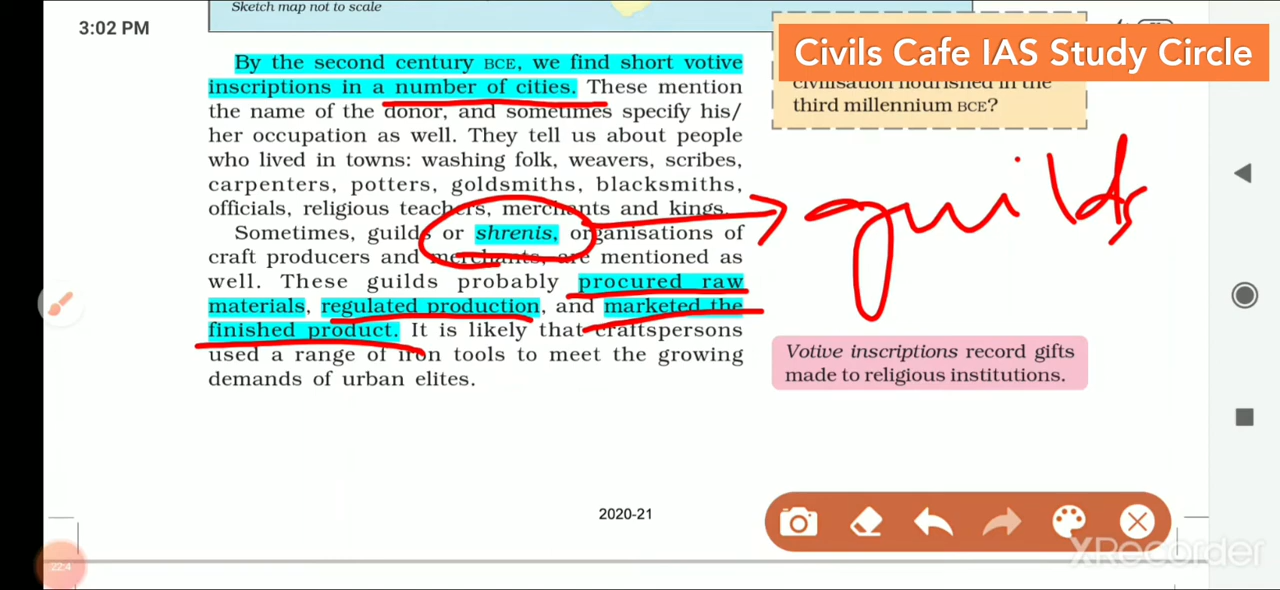 Sketch map not to scale
3:02 PM
Civils Cafe IAS Study Circle
civilisation flourished in the
third millennium BCE?
By the second century BCE, we find short votive
inscriptions in a number of cities. These mention
the name of the donor, and sometimes specify his/
her occupation as well. They tell us about people
who lived in towns: washing folk, weavers, scribes,
carpenters, potters, goldsmiths, blacksmiths,
officials, religious teachers, merchants and kings.
Sometimes, guilds or shrenis, organisations of
craft producers and merchants, are mentioned as
well. These guilds probably procured raw
materials, regulated production, and marketed the
finished product. It is likely that craftspersons
used a range of iron tools to meet the growing
demands of urban elites.
guilds
Votive inscriptions record gifts
made to religious institutions.
2020-21
22:4
XRecorder